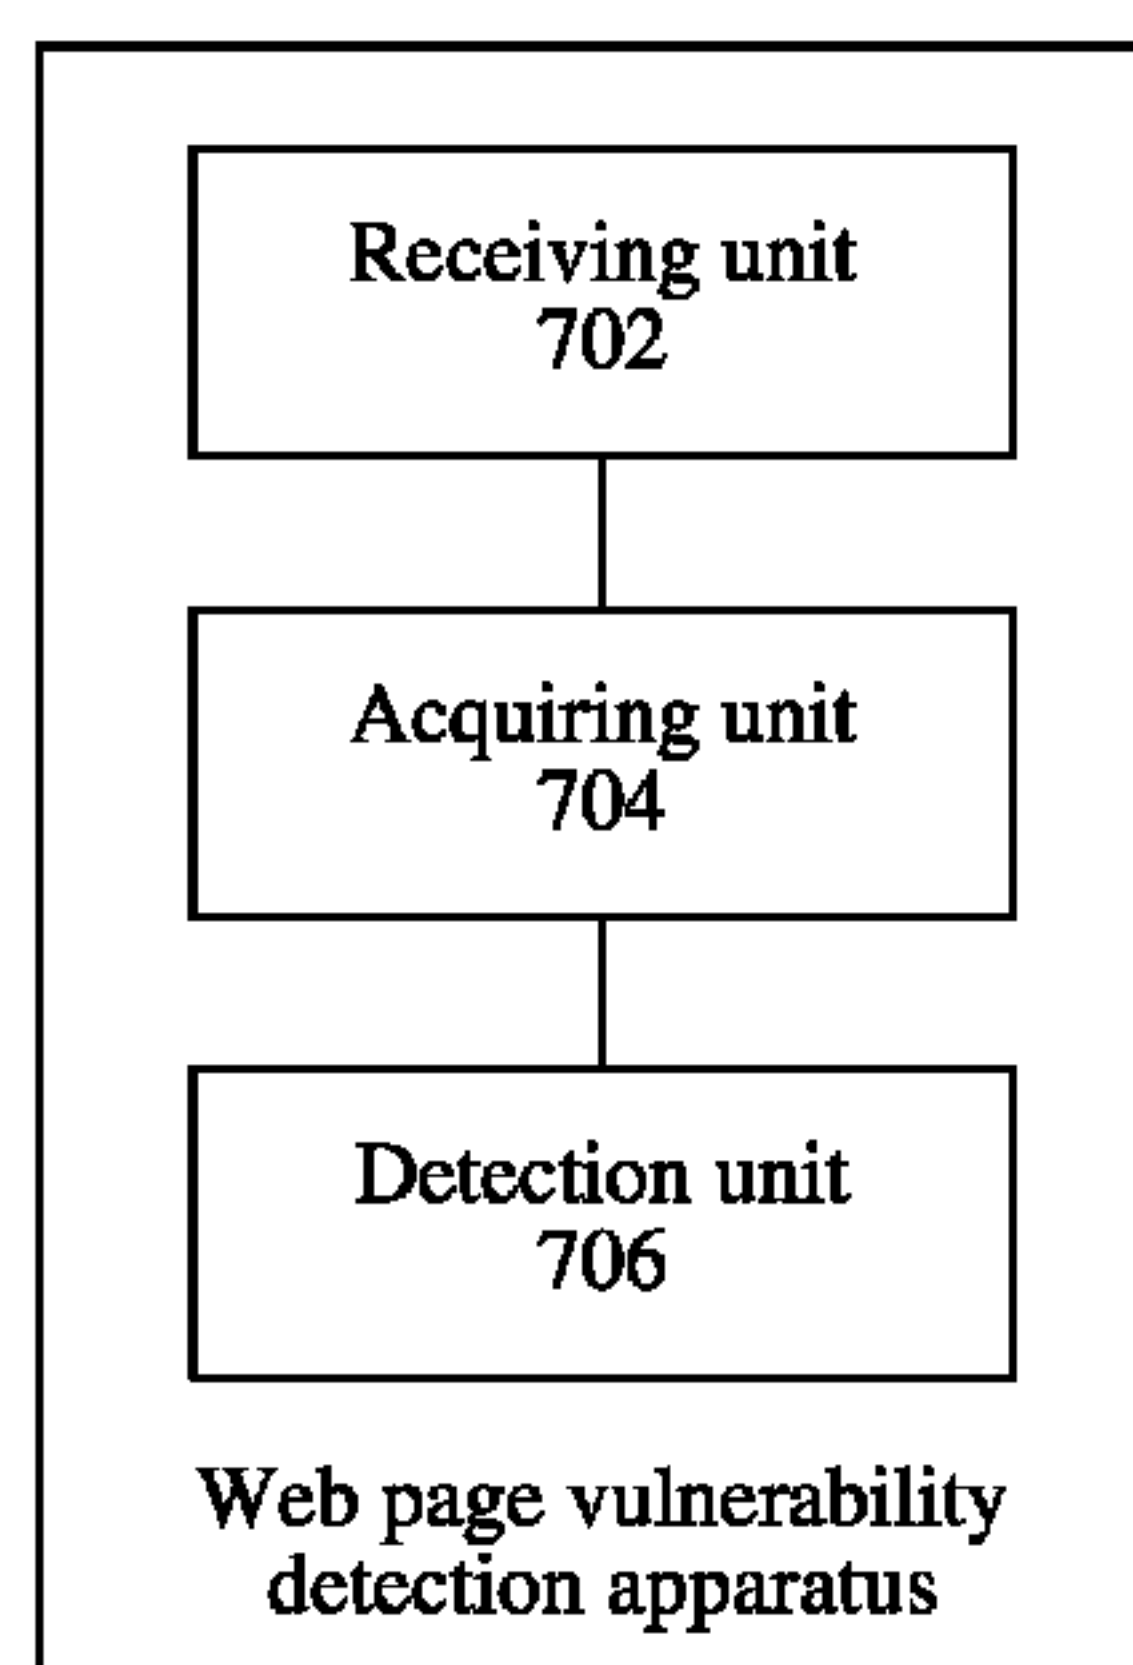 Receiving unit
702
Acquiring unit
704
Detection unit
706
Web page vulnerability
detection apparatus